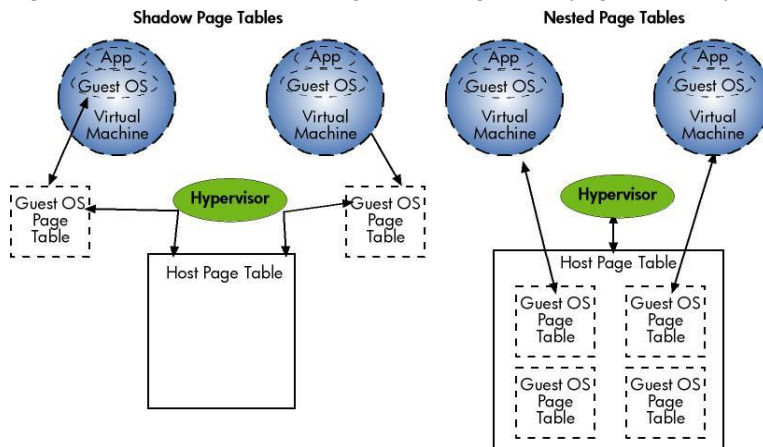 Shadow Page Tables
App
Guest OS
Virtual
Machine
App
Guest OS
Virtual
Machine
Guest OS
Page
Table
Hypervisor
Guest OS
Page
Table
Host Page Table
Nested Page Tables
App
Guest OS
Virtual
Machine
App
Guest OS
Virtual
Machine
Hypervisor
Host Page Table
Guest OS
Page
Table
Guest OS
Page
Table
Guest OS
Page
Table
Guest OS
Page
Table